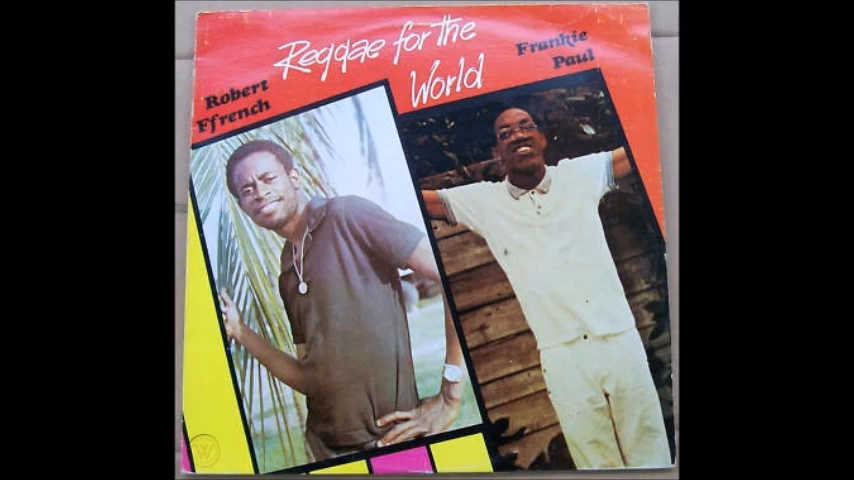 Reggae for the
World
Robert
Ffrench
Frankie
Paul
W